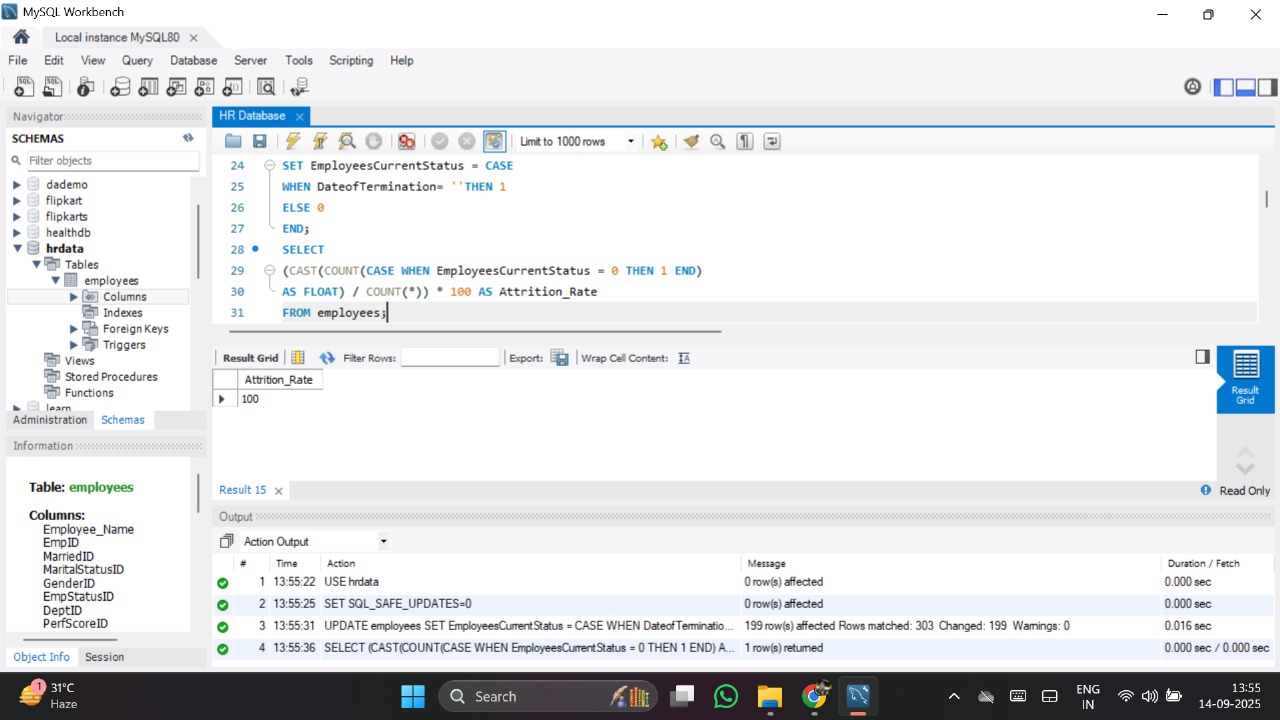 MySQL Workbench
Local instance MySQL80
File Edit View Query Database Server Tools Scripting Help
Navigator
SCHEMAS
Filter objects
dademo
flipkart
flipkarts
healthdb
hrdata
Tables
employees
Columns
Indexes
Foreign Keys
Triggers
Views
Stored Procedures
Functions
learn
Administration Schemas
Information
Table: employees
Columns:
Employee_Name
EmpID
MarriedID
MaritalStatusID
GenderID
EmpStatusID
DeptID
PerfScoreID
Object Info Session
HR Database
Limit to 1000 rows
24 SET EmployeesCurrentStatus = CASE
25 WHEN DateofTermination= ''THEN 1
26 ELSE 0
27 END;
28 SELECT
29 (CAST(COUNT(CASE WHEN EmployeesCurrentStatus = 0 THEN 1 END)
30 AS FLOAT) / COUNT(*)) * 100 AS Attrition_Rate
31 FROM employees;
Result Grid Filter Rows: Export: Wrap Cell Content:
Attrition_Rate
100
Result Grid
Result 15
Read Only
Output
Action Output
# Time Action Message Duration / Fetch
1 13:55:22 USE hrdata 0 row(s) affected 0.000 sec
2 13:55:25 SET SQL_SAFE_UPDATES=0 0 row(s) affected 0.000 sec
3 13:55:31 UPDATE employees SET EmployeesCurrentStatus = CASE WHEN DateofTerminatio... 199 row(s) affected Rows matched: 303 Changed: 199 Warnings: 0 0.016 sec
4 13:55:36 SELECT (CAST(COUNT(CASE WHEN EmployeesCurrentStatus = 0 THEN 1 END) A... 1 row(s) returned 0.000 sec / 0.000 sec
1
31°C
Haze
Search
ENG
IN
13:55
14-09-2025